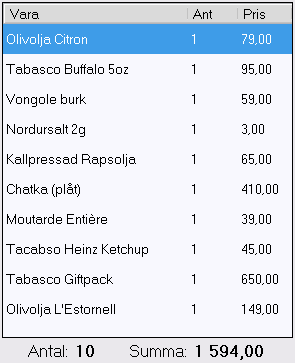 Vara Ant Pris
Olivolja Citron 1 79,00
Tabasco Buffalo 5oz 1 95,00
Vongole burk 1 59,00
Nordursalt 2g 1 3,00
Kallpressad Rapsolja 1 65,00
Chatka (plåt) 1 410,00
Moutarde Entière 1 39,00
Tacabso Heinz Ketchup 1 45,00
Tabasco Giftpack 1 650,00
Olivolja L'Estornell 1 149,00
Antal: 10 Summa: 1 594,00